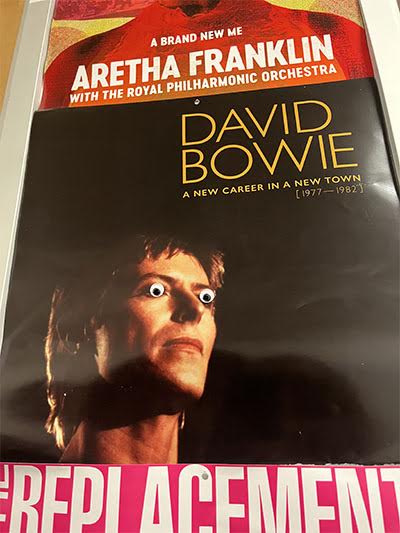 A BRAND NEW ME
ARETHA FRANKLIN
WITH THE ROYAL PHILHARMONIC ORCHESTRA
DAVID
BOWIE
A NEW CAREER IN A NEW TOWN
[1977—1982]
THE
REPLACEMENT